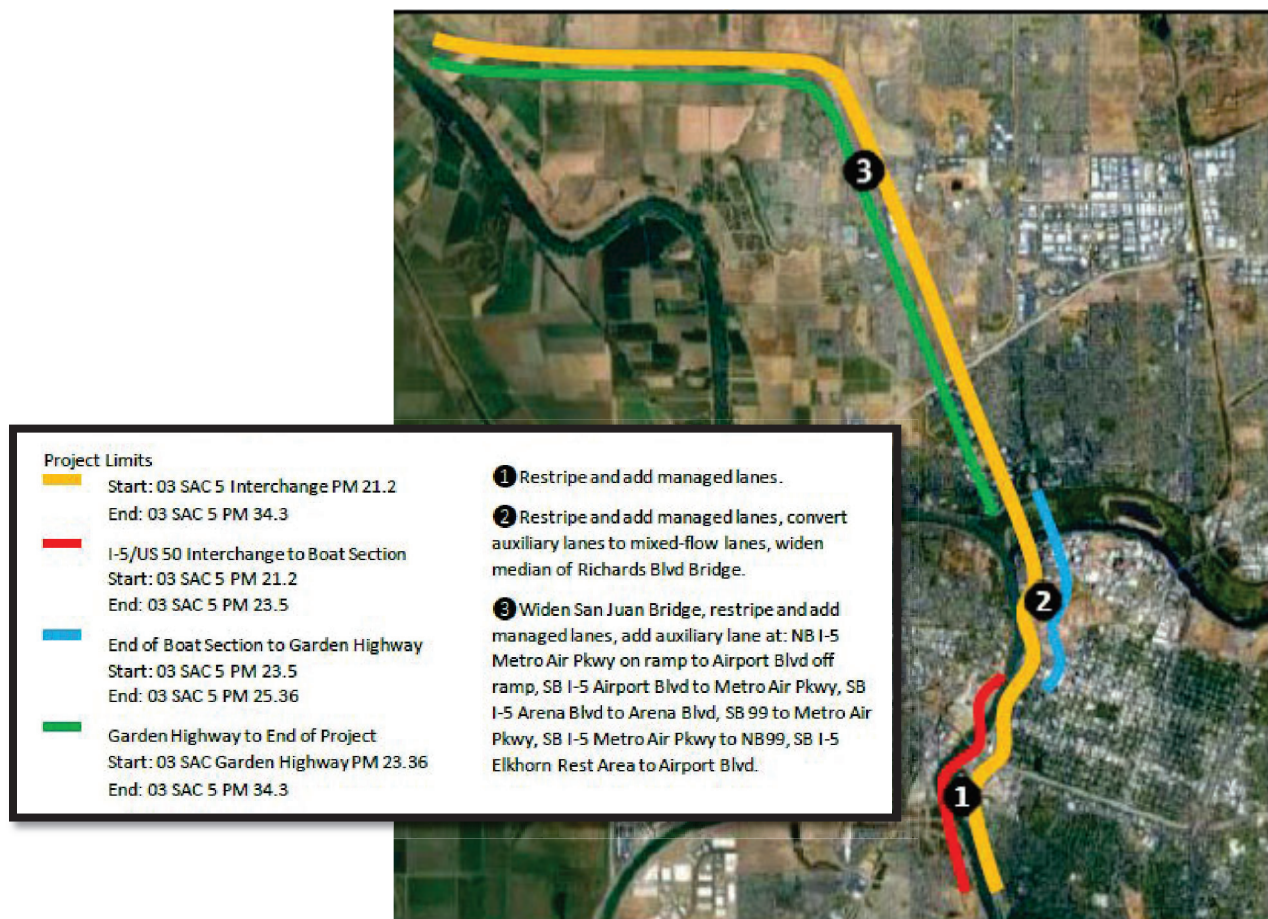 Project Limits
Start: 03 SAC 5 Interchange PM 21.2
End: 03 SAC 5 PM 34.3
I-5/US 50 Interchange to Boat Section
Start: 03 SAC 5 PM 21.2
End: 03 SAC 5 PM 23.5
End of Boat Section to Garden Highway
Start: 03 SAC 5 PM 23.5
End: 03 SAC 5 PM 25.36
Garden Highway to End of Project
Start: 03 SAC Garden Highway PM 23.36
End: 03 SAC 5 PM 34.3
1 Restripe and add managed lanes.
2 Restripe and add managed lanes, convert
auxiliary lanes to mixed-flow lanes, widen
median of Richards Blvd Bridge.
3 Widen San Juan Bridge, restripe and add
managed lanes, add auxiliary lane at: NB I-5
Metro Air Pkwy on ramp to Airport Blvd off
ramp, SB I-5 Airport Blvd to Metro Air Pkwy, SB
I-5 Arena Blvd to Arena Blvd, SB 99 to Metro Air
Pkwy, SB I-5 Metro Air Pkwy to NB99, SB I-5
Elkhorn Rest Area to Airport Blvd.
3
2
1